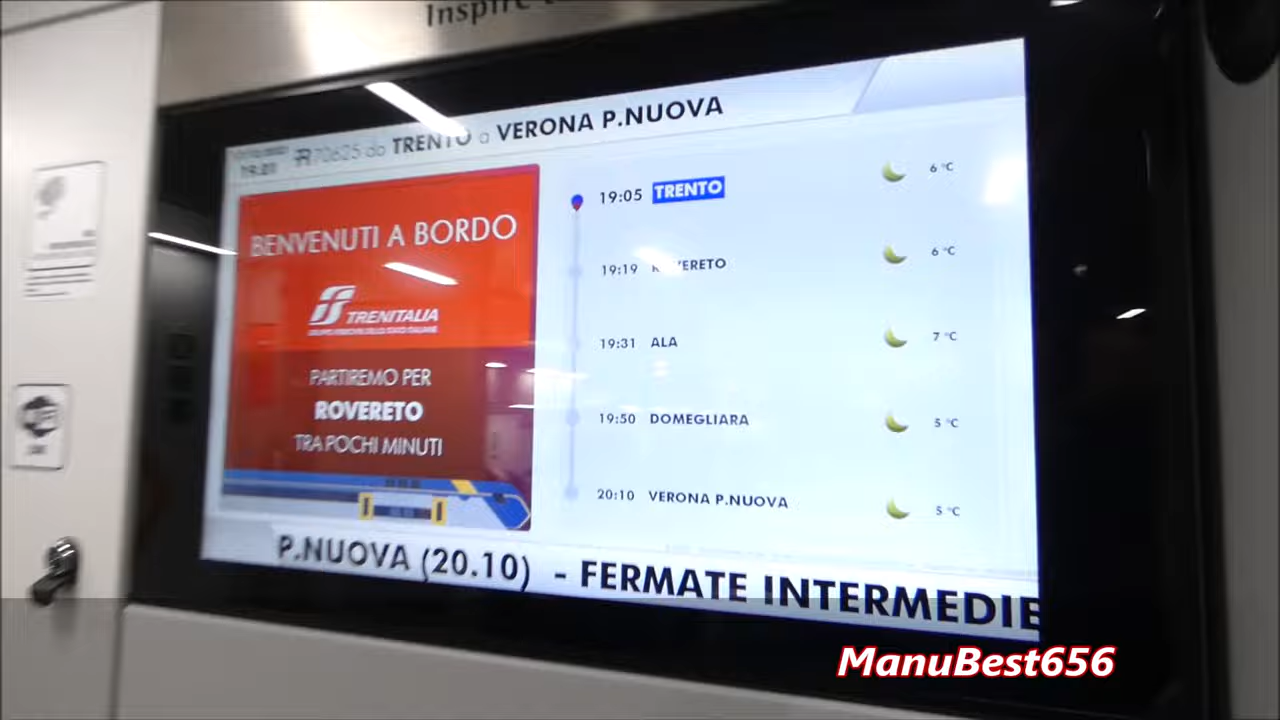 Inspire
R 70625 da TRENTO a VERONA P.NUOVA
BENVENUTI A BORDO
TRENITALIA
GRUPPO FERROVIE DELLO STATO ITALIANE
PARTIREMO PER
ROVERETO
TRA POCHI MINUTI
19:05 TRENTO 6 °C
19:19 ROVERETO 6 °C
19:31 ALA 7 °C
19:50 DOMEGLIARA 5 °C
20:10 VERONA P.NUOVA 5 °C
P.NUOVA (20.10) - FERMATE INTERMEDIE
ManuBest656